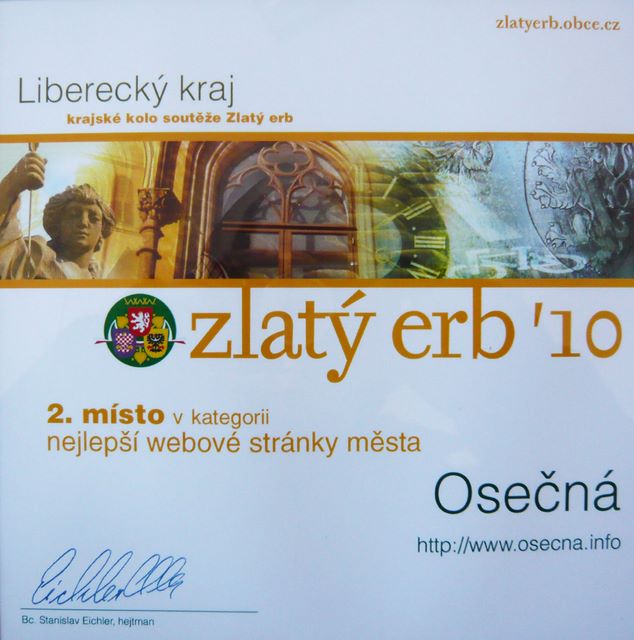 zlatyerb.obce.cz
Liberecký kraj
krajské kolo soutěže Zlatý erb
zlatý erb '10
2. místo v kategorii
nejlepší webové stránky města
Osečná
http://www.osecna.info
Bc. Stanislav Eichler, hejtman